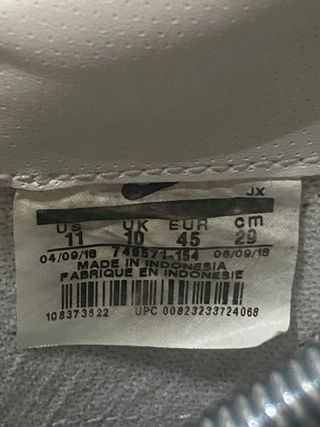 JX
US UK EUR cm
11 10 45 29
04/09/18 749571-154 06/09/18
MADE IN INDONESIA
FABRIQUE EN INDONESIE
108373522 UPC 00823233724068